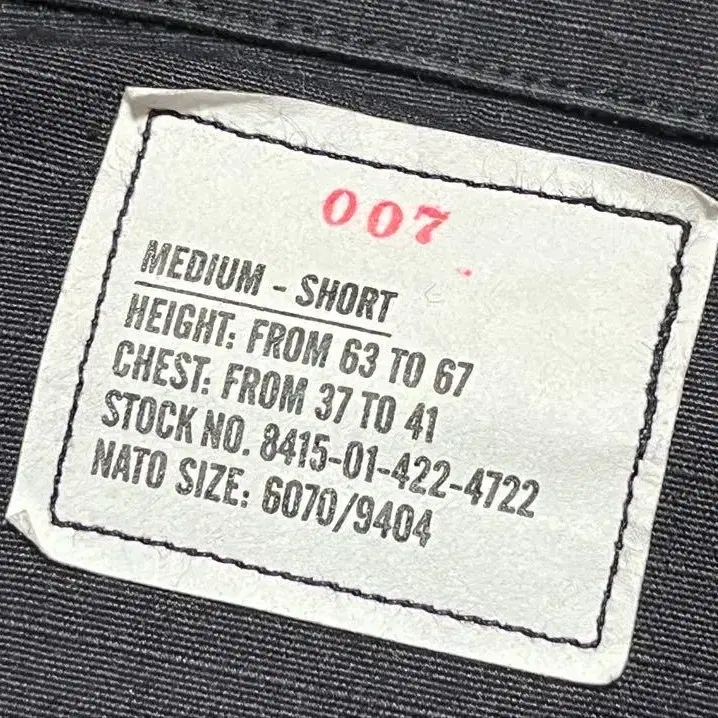 007
MEDIUM - SHORT
HEIGHT: FROM 63 TO 67
CHEST: FROM 37 TO 41
STOCK NO. 8415-01-422-4722
NATO SIZE: 6070/9404